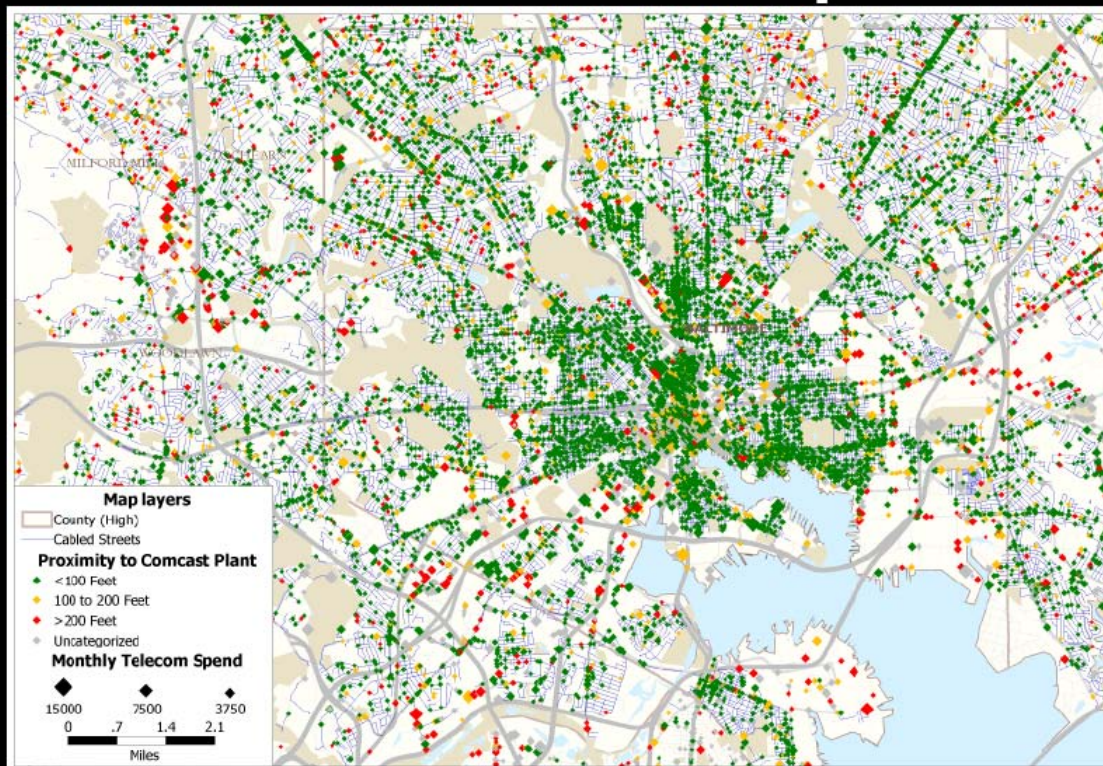 MILFORD MILL
WOODLAWN
BALTIMORE
Map layers
County (High)
Cabled Streets
Proximity to Comcast Plant
<100 Feet
100 to 200 Feet
>200 Feet
Uncategorized
Monthly Telecom Spend
15000 7500 3750
0 .7 1.4 2.1
Miles